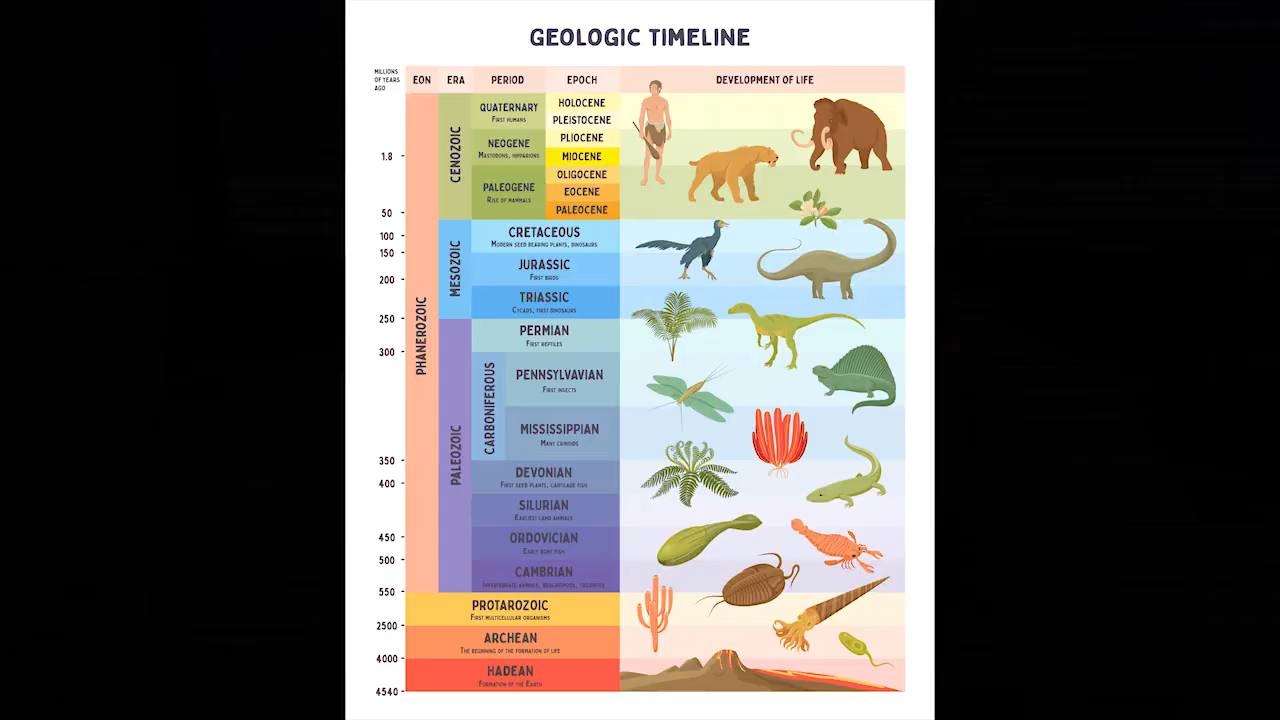 GEOLOGIC TIMELINE
MILLIONS
OF YEARS
AGO
EON ERA PERIOD EPOCH DEVELOPMENT OF LIFE
PHANEROZOIC
CENOZOIC
QUATERNARY
First humans
HOLOCENE
PLEISTOCENE
NEOGENE
Mastodons, hipparions
PLIOCENE
MIOCENE
1.8
PALEOGENE
Rise of mammals
OLIGOCENE
EOCENE
PALEOCENE
50
MESOZOIC
CRETACEOUS
Modern seed bearing plants, dinosaurs
100
150
JURASSIC
First birds
200
TRIASSIC
Cycads, first dinosaurs
250
PALEOZOIC
PERMIAN
First reptiles
300
CARBONIFEROUS
PENNSYLVAVIAN
First insects
MISSISSIPPIAN
Many crinoids
350
DEVONIAN
First seed plants, cartilage fish
400
SILURIAN
Earliest land animals
ORDOVICIAN
Early bony fish
450
500
CAMBRIAN
550
PROTAROZOIC
First multicellular organisms
2500
ARCHEAN
The beginning of the formation of life
4000
HADEAN
Formation of the Earth
4540